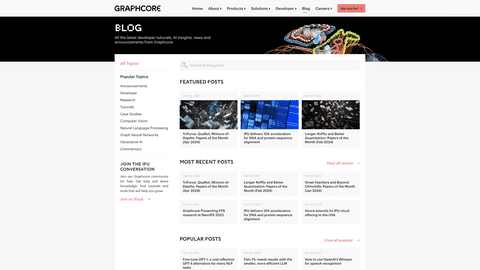 GRAPHCORE
Home About Products Solutions Developer Blog Careers Get started
BLOG
All the latest developer tutorials, AI insights, news and
announcements from Graphcore
All Topics
Popular Topics
Announcements
Developer
Research
Tutorials
Case Studies
Computer Vision
Natural Language Processing
Graph Neural Networks
Generative AI
Commentary
JOIN THE IPU
CONVERSATION
Join our Graphcore community
for free. Get help and share
knowledge, find tutorials and
tools that will help you grow.
Join on Slack
Search all blog posts
FEATURED POSTS
TriForce, QuaRot, Mixture-of-
Depths: Papers of the Month
(Apr 2024)
IPU delivers 10X acceleration
for DNA and protein sequence
alignment
Longer RoPEs and Better
Quantisation: Papers of the
Month (Feb 2024)
MOST RECENT POSTS
View all recent
TriForce, QuaRot, Mixture-of-
Depths: Papers of the Month
(Apr 2024)
Longer RoPEs and Better
Quantisation: Papers of the
Month (Feb 2024)
Great Teachers and Beyond
Chinchilla: Papers of the Month
(Jan 2024)
Graphcore Presenting FP8
research at NeurIPS 2023
IPU delivers 10X acceleration
for DNA and protein sequence
alignment
Gcore extends its IPU cloud
offering to the USA
POPULAR POSTS
View all popular
Fine tune GPT-J: a cost-effective
GPT-4 alternative for many NLP
tasks
Flan-T5: sweet results with the
smaller, more efficient LLM
How to use OpenAI's Whisper
for speech recognition